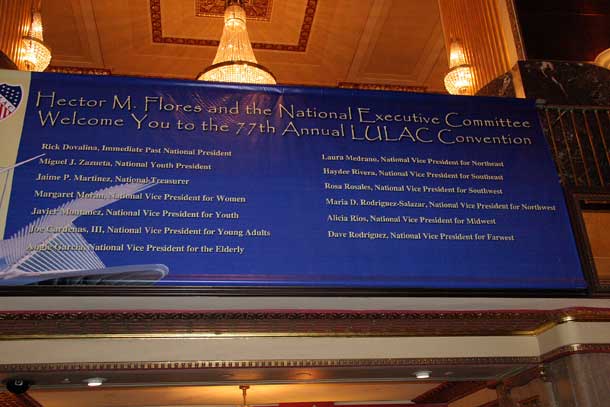 Hector M. Flores and the National Executive Committee
Welcome You to the 77th Annual LULAC Convention
Rick Dovalina, Immediate Past National President
Miguel J. Zazueta, National Youth President
Jaime P. Martinez, National Treasurer
Margaret Moran, National Vice President for Women
Javier Montanez, National Vice President for Youth
Joe Cardenas, III, National Vice President for Young Adults
Angie Garcia, National Vice President for the Elderly
Laura Medrano, National Vice President for Northeast
Haydee Rivera, National Vice President for Southeast
Rosa Rosales, National Vice President for Southwest
Maria D. Rodriguez-Salazar, National Vice President for Northwest
Alicia Rios, National Vice President for Midwest
Dave Rodriguez, National Vice President for Farwest